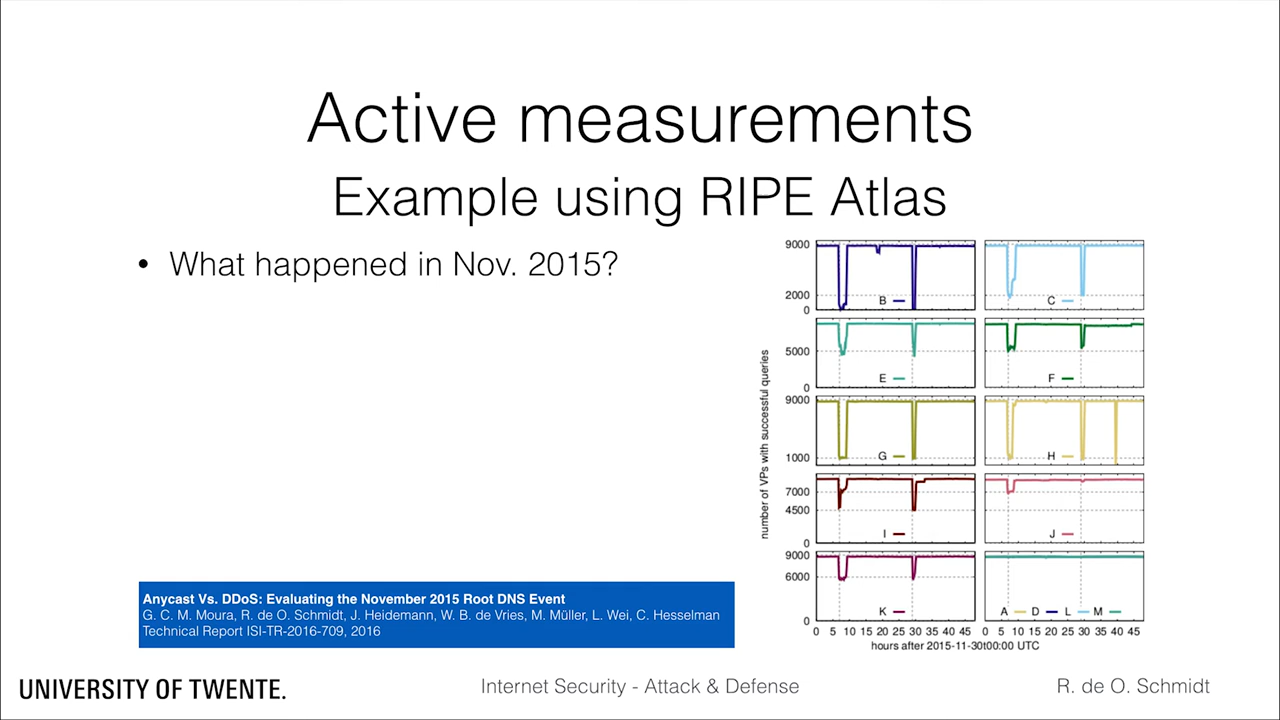 Active measurements
Example using RIPE Atlas
• What happened in Nov. 2015?
number of VPs with successful queries
9000
2000
0
B
C
5000
0
E
F
9000
1000
G
H
7000
4500
0
I
J
9000
6000
0
K
A D L M
0 5 10 15 20 25 30 35 40 45
0 5 10 15 20 25 30 35 40 45
hours after 2015-11-30t00:00 UTC
Anycast Vs. DDoS: Evaluating the November 2015 Root DNS Event
G. C. M. Moura, R. de O. Schmidt, J. Heidemann, W. B. de Vries, M. Müller, L. Wei, C. Hesselman
Technical Report ISI-TR-2016-709, 2016
UNIVERSITY OF TWENTE.
Internet Security - Attack & Defense
R. de O. Schmidt